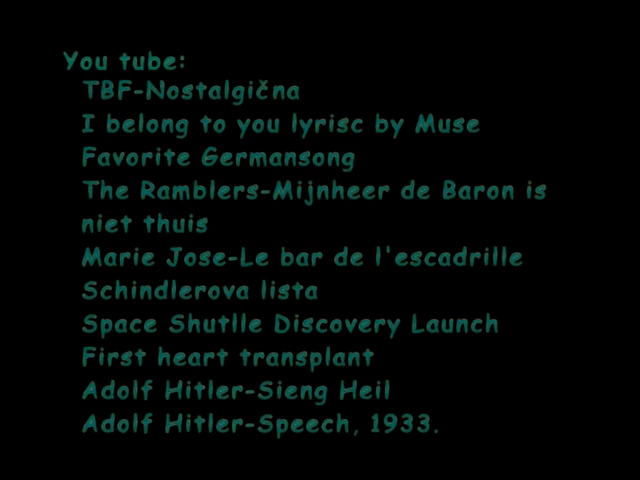 You tube:
TBF-Nostalgična
I belong to you lyrisc by Muse
Favorite Germansong
The Ramblers-Mijnheer de Baron is
niet thuis
Marie Jose-Le bar de l'escadrille
Schindlerova lista
Space Shutlle Discovery Launch
First heart transplant
Adolf Hitler-Sieng Heil
Adolf Hitler-Speech, 1933.